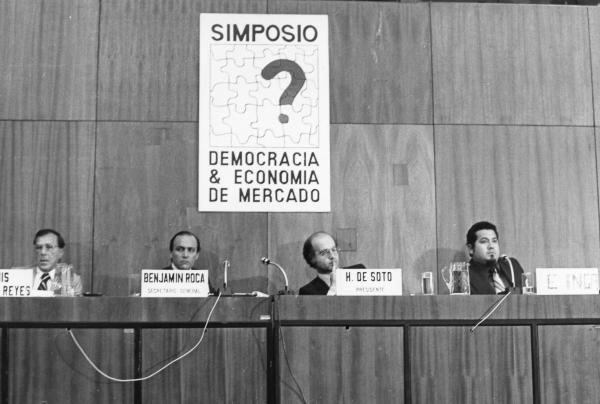 SIMPOSIO
?
DEMOCRACIA
& ECONOMIA
DE MERCADO
REYES
BENJAMIN ROCA
SECRETARIO GENERAL
H. DE SOTO
PRESIDENTE